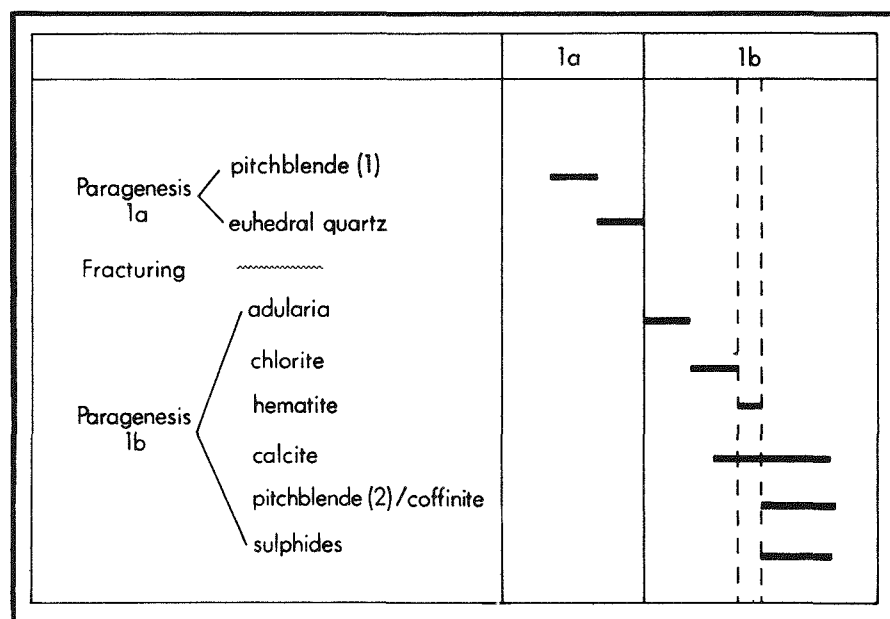 1a 1b
pitchblende (1)
Paragenesis
1a
euhedral quartz
Fracturing
adularia
chlorite
hematite
Paragenesis
1b
calcite
pitchblende (2)/coffinite
sulphides